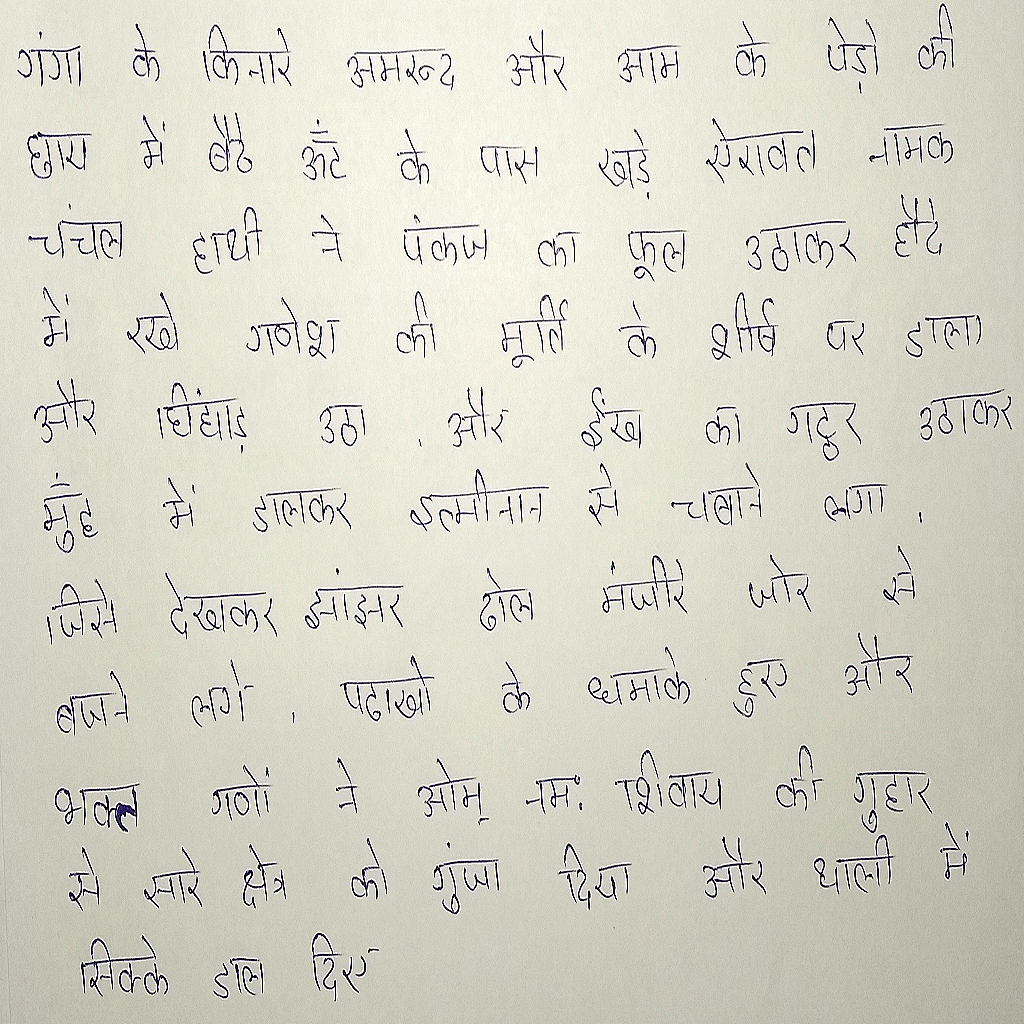 गंगा के किनारे अमरुद और आम के पेड़ो की
छाय में बैठे ऊँट के पास खड़े ऐरावत नामक
चंचल हाथी ने पंकज का फूल उठाकर हौदे
में रखे गणेश की मूर्ति के शीर्ष पर डाला
और चिंघाड़ उठा . और ईख का गट्ठर उठाकर
मुँह में डालकर इत्मीनान से चबाने लगा .
जिसे देखकर झांझर ढोल मंजीरे जोर से
बजने लगे . पटाखो के धमाके हुए और
भक्त गणों ने ओम् नमः शिवाय की गुहार
से सारे क्षेत्र को गुंजा दिया और थाली में
सिक्के डाल दिए